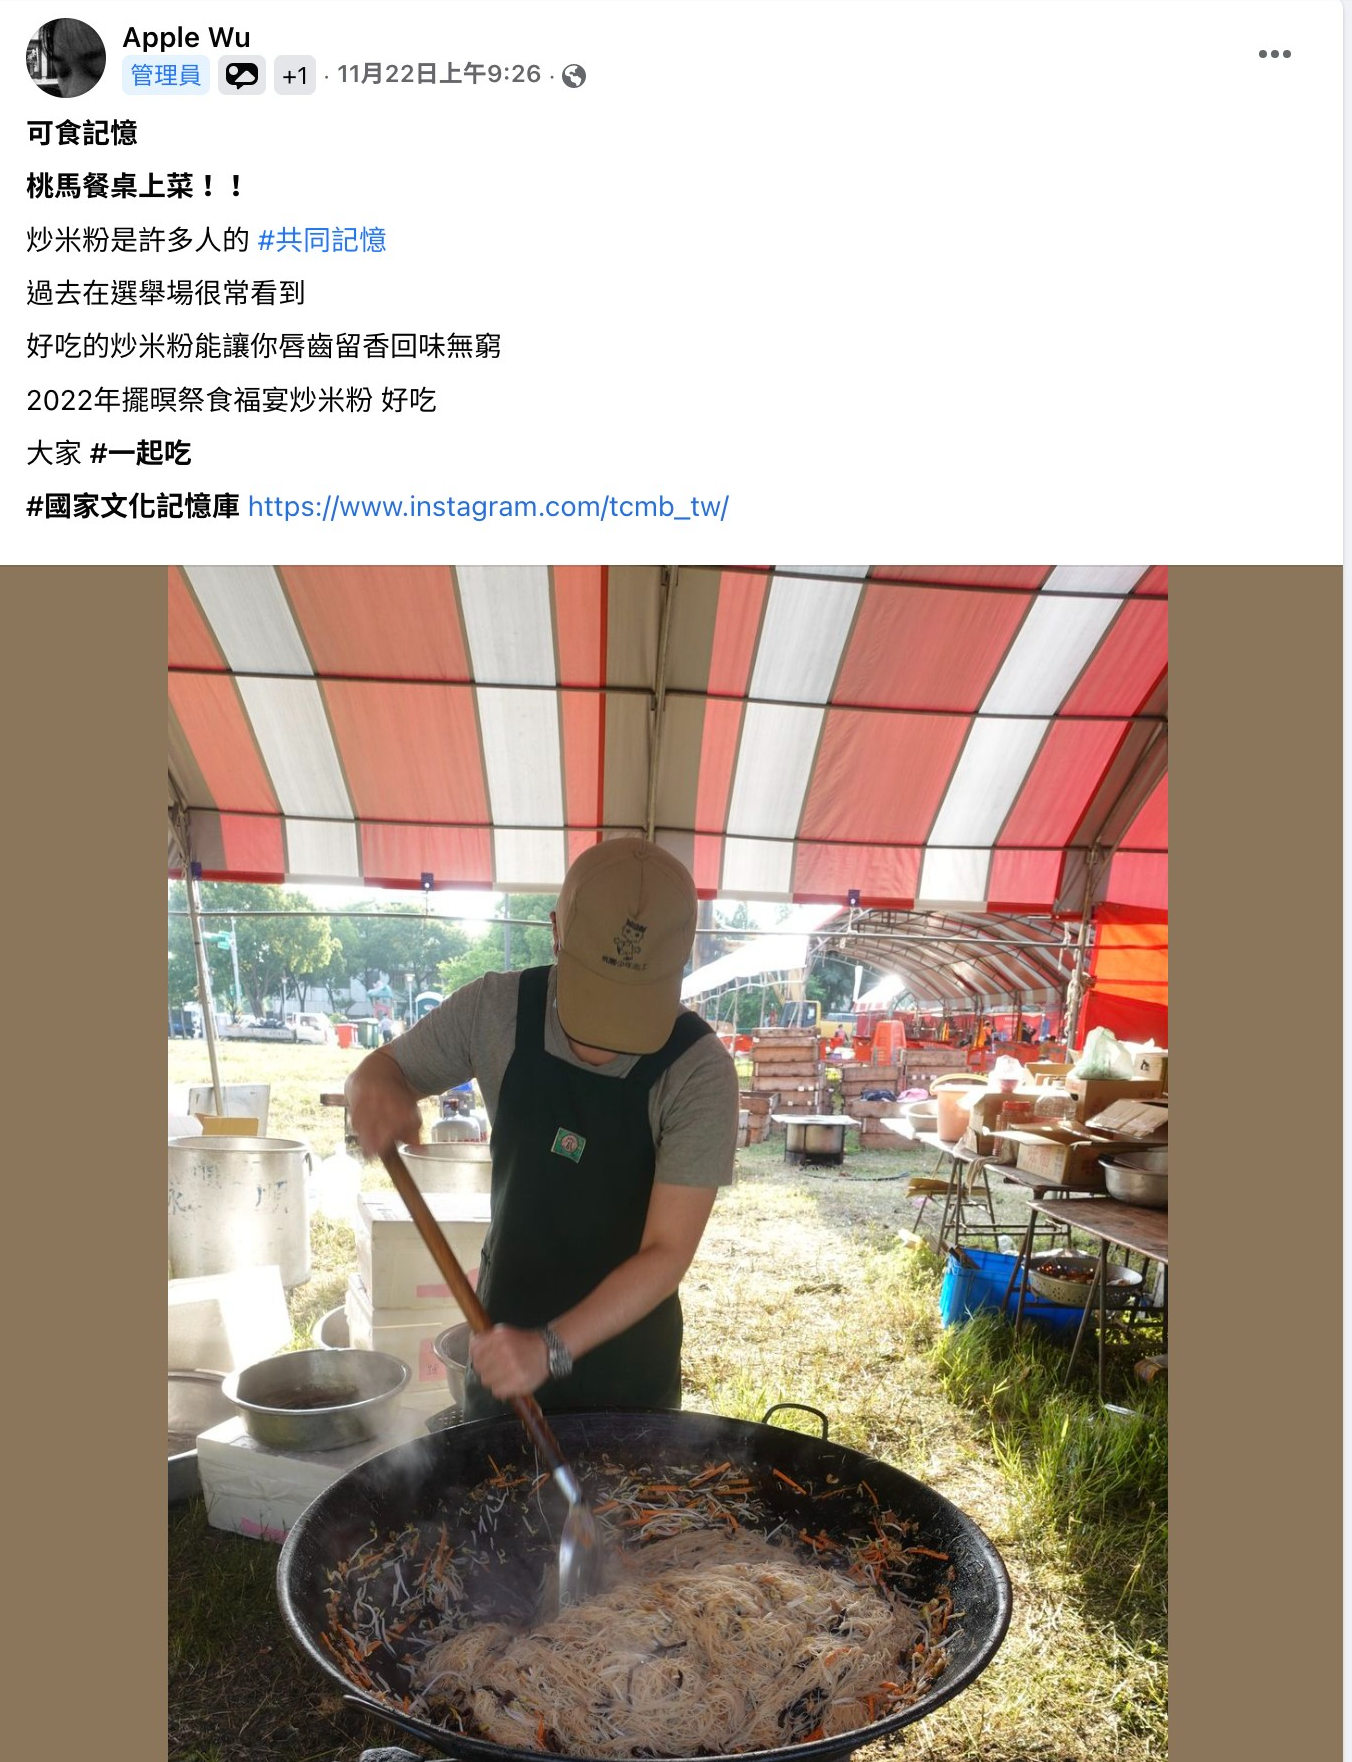 Apple Wu
管理員 +1 · 11月22日上午9:26 ·
可食記憶
桃馬餐桌上菜！！
炒米粉是許多人的 #共同記憶
過去在選舉場很常看到
好吃的炒米粉能讓你唇齒留香回味無窮
2022年擺暝祭食福宴炒米粉 好吃
大家 #一起吃
#國家文化記憶庫 https://www.instagram.com/tcmb_tw/